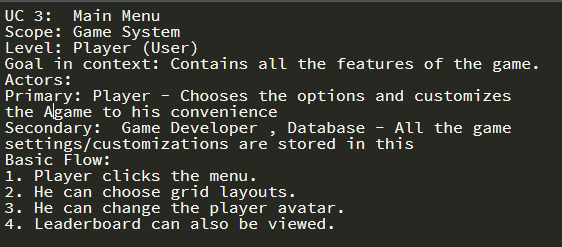 UC 3:  Main Menu
Scope: Game System
Level: Player (User)
Goal in context: Contains all the features of the game.
Actors:
Primary: Player – Chooses the options and customizes
the Agame to his convenience
Secondary:  Game Developer , Database – All the game
settings/customizations are stored in this
Basic Flow:
1. Player clicks the menu.
2. He can choose grid layouts.
3. He can change the player avatar.
4. Leaderboard can also be viewed.